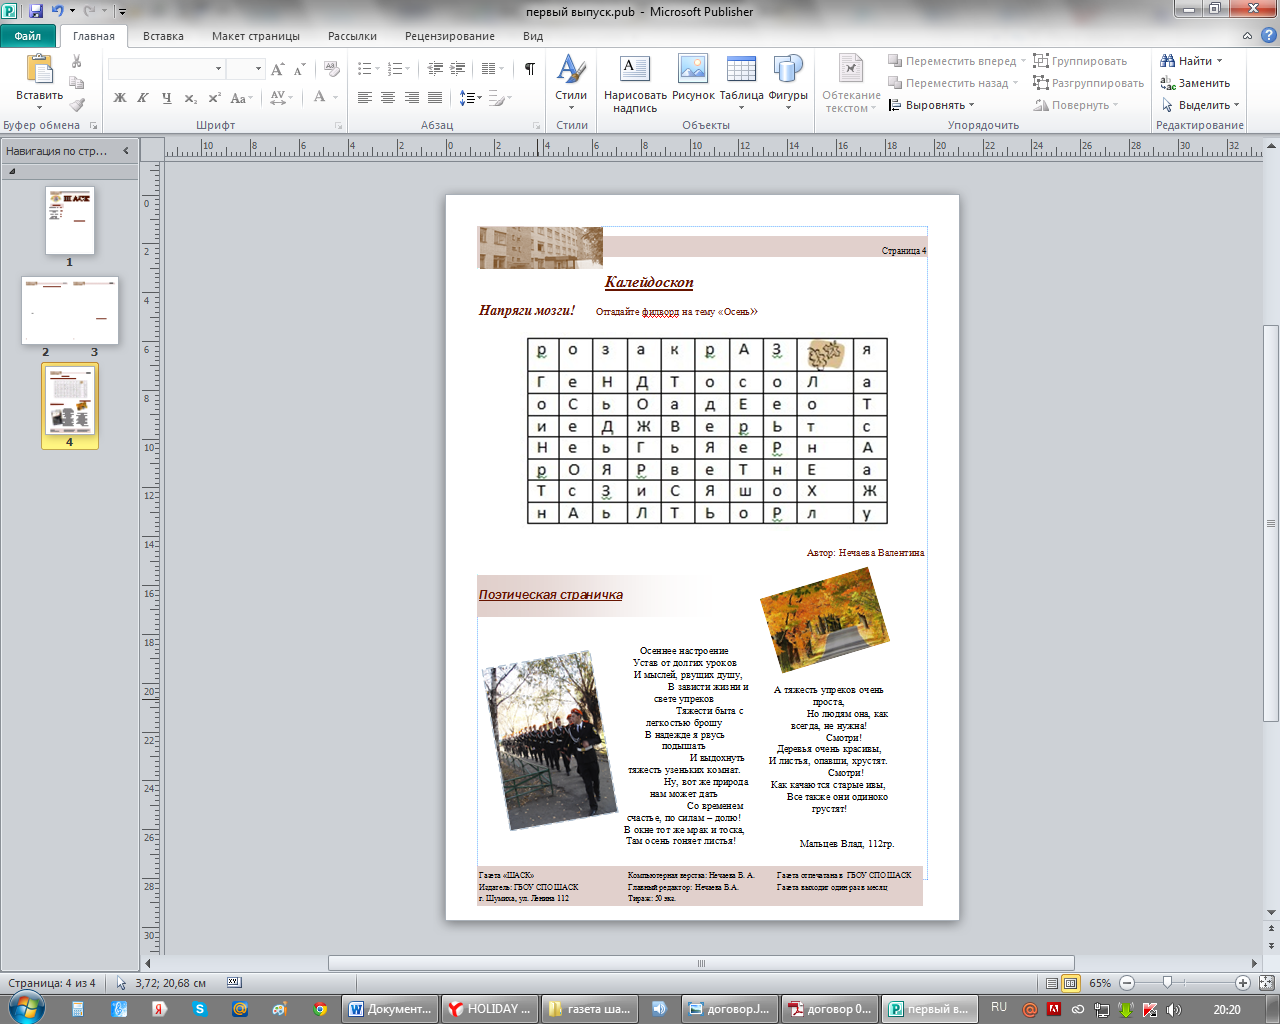 первый выпуск.pub - Microsoft Publisher
Файл Главная Вставка Макет страницы Рассылки Рецензирование Вид
Вставить
Буфер обмена
Ж К Ч
Шрифт
Абзац
Стили
Стили
Нарисовать надпись
Рисунок
Таблица
Фигуры
Объекты
Обтекание текстом
Переместить вперед
Переместить назад
Выровнять
Группировать
Разгруппировать
Повернуть
Упорядочить
Найти
Заменить
Выделить
Редактирование
Навигация по стр...
1
2 3
4
Страница 4
Калейдоскоп
Напряги мозги! Отгадайте филворд на тему «Осень»
р о з а к р А З я
Г е Н Д Т о с о Л а
о С ь О а д Е е о Т
и е Д Ж В е р Ь т с
Н е ь Г ь Я е Р н А
р О Я Р в е Т н Е а
Т с З и С Я ш о Х Ж
н А ь Л Т Ь о Р л у
Автор: Нечаева Валентина
Поэтическая страничка
Осеннее настроение
Устав от долгих уроков
И мыслей, рвущих душу,
В зависти жизни и
свете упреков
Тяжести быта с
легкостью брошу
В надежде я рвусь
подышать
И выдохнуть
тяжесть узеньких комнат.
Ну, вот же природа
нам может дать
Со временем
счастье, по силам – долю!
В окне тот же мрак и тоска,
Там осень гоняет листья!
А тяжесть упреков очень
проста,
Но людям она, как
всегда, не нужна!
Смотри!
Деревья очень красивы,
И листья, опавши, хрустят.
Смотри!
Как качаются старые ивы,
Все также они одиноко
грустят!
Мальцев Влад, 112гр.
Газета «ШАСК»
Издатель: ГБОУ СПО ШАСК
г. Шумиха, ул. Ленина 112
Компьютерная верстка: Нечаева В. А.
Главный редактор: Нечаева В.А.
Тираж: 50 экз.
Газета отпечатана в ГБОУ СПО ШАСК
Газета выходит один раз в месяц
Страница: 4 из 4 3,72; 20,68 см 65%
Документ... HOLIDAY ... газета ша... договор.J... договор 0... первый в... RU 20:20